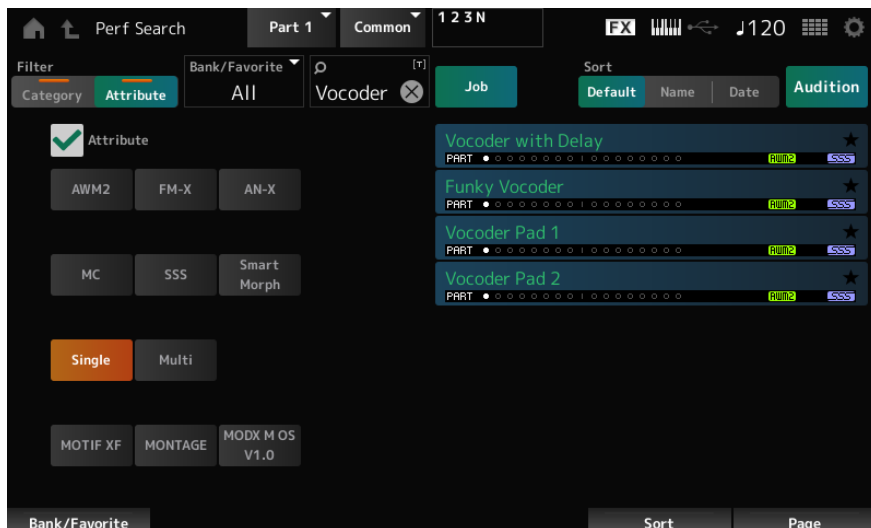 Perf Search
Part 1
Common
1 2 3 N
FX
♩120
Filter
Category
Attribute
Bank/Favorite
All
[T]
Vocoder
Job
Sort
Default
Name
Date
Audition
Attribute
AWM2
FM-X
AN-X
MC
SSS
Smart
Morph
Single
Multi
MOTIF XF
MONTAGE
MODX M OS
V1.0
Vocoder with Delay
PART
AWM2
SSS
Funky Vocoder
PART
AWM2
SSS
Vocoder Pad 1
PART
AWM2
SSS
Vocoder Pad 2
PART
AWM2
SSS
Bank/Favorite
Sort
Page